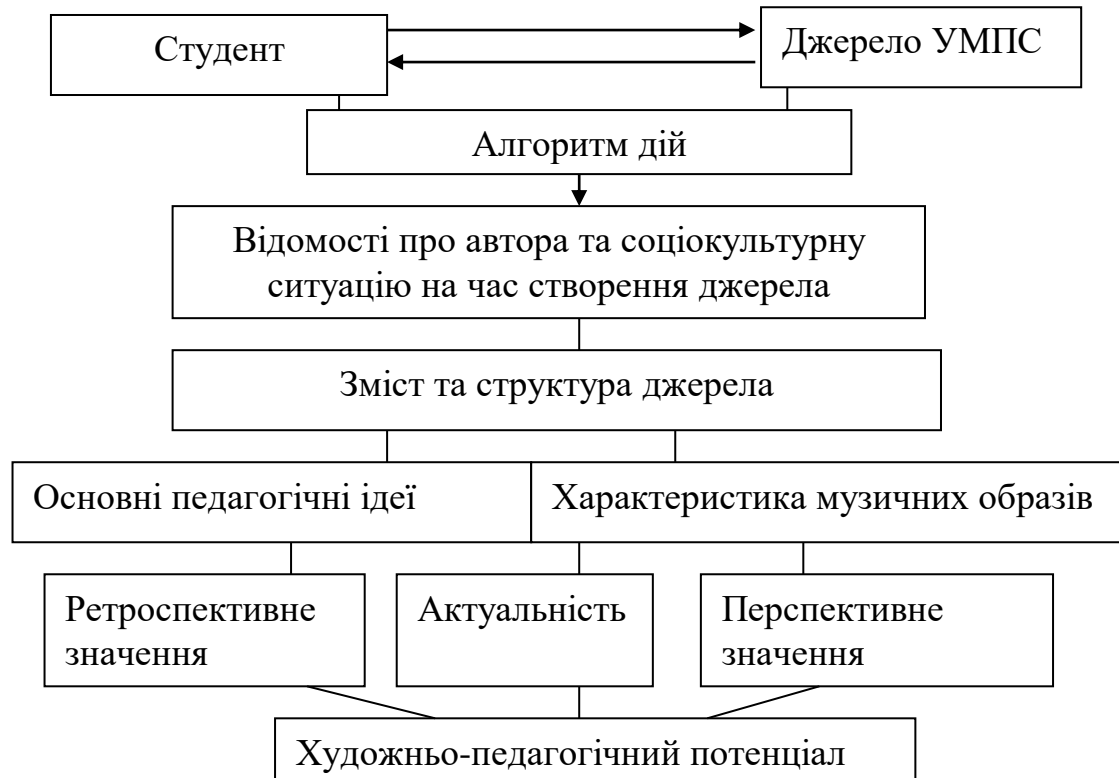 Студент
Джерело УМПС
Алгоритм дій
Відомості про автора та соціокультурну
ситуацію на час створення джерела
Зміст та структура джерела
Основні педагогічні ідеї
Характеристика музичних образів
Ретроспективне
значення
Актуальність
Перспективне
значення
Художньо-педагогічний потенціал